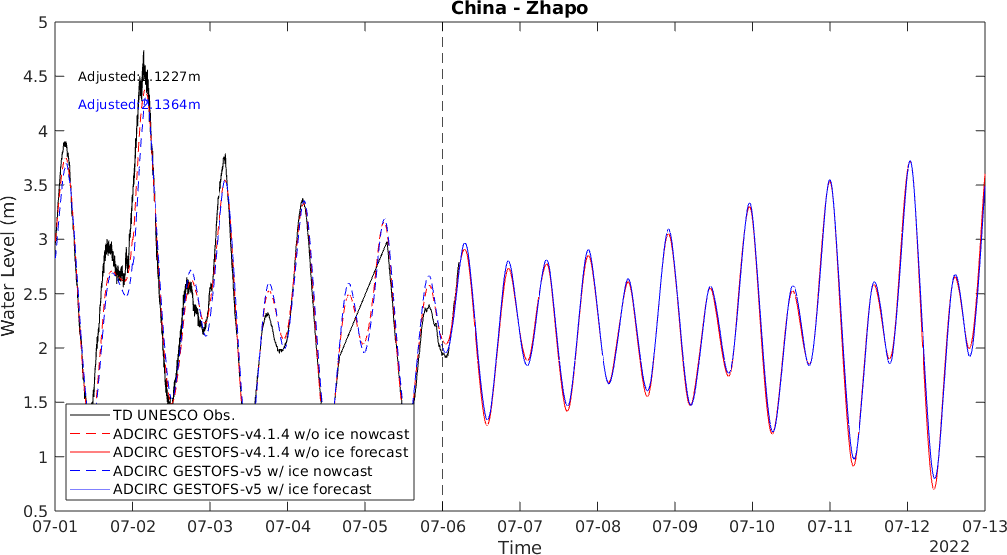 China - Zhapo
Water Level (m)
5
4.5
4
3.5
3
2.5
2
1.5
1
0.5
Adjusted: .1227m
Adjusted:2.1364m
TD UNESCO Obs.
ADCIRC GESTOFS-v4.1.4 w/o ice nowcast
ADCIRC GESTOFS-v4.1.4 w/o ice forecast
ADCIRC GESTOFS-v5 w/ ice nowcast
ADCIRC GESTOFS-v5 w/ ice forecast
07-01 07-02 07-03 07-04 07-05 07-06 07-07 07-08 07-09 07-10 07-11 07-12 07-13
2022
Time